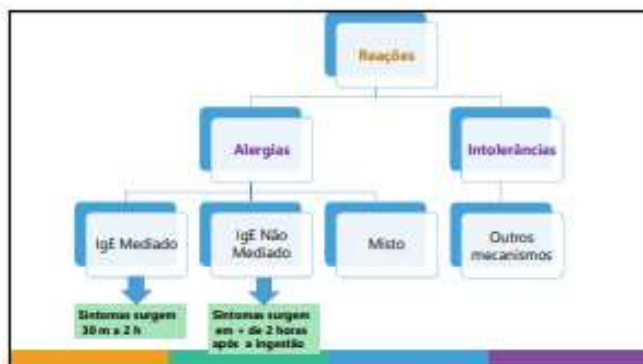 Reações
Alergias
Intolerâncias
IgE Mediado
IgE Não
Mediado
Misto
Outros
mecanismos
Sintomas surgem
30 m a 2 h
Sintomas surgem
em + de 2 horas
após a ingestão